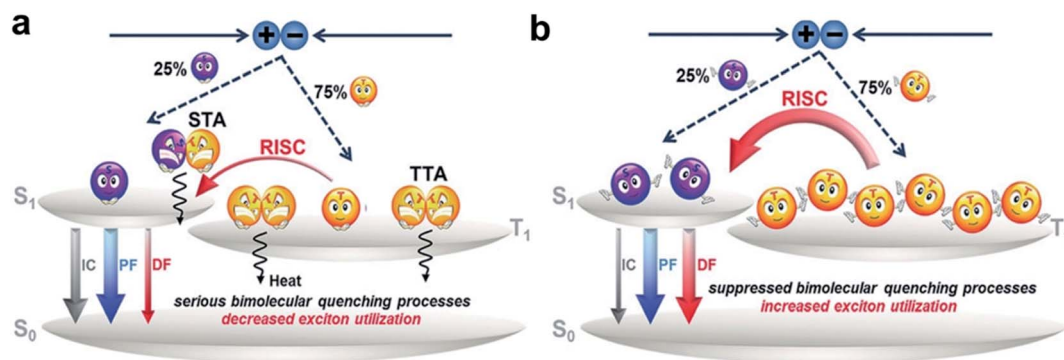 a
+ −
25%
S
75%
T
STA
S T
RISC
TTA
S
T
S₁
T₁
IC PF DF
Heat
serious bimolecular quenching processes
decreased exciton utilization
S₀
b
+ −
25%
S
75%
T
RISC
S S
T T T T T T
S₁
T
IC PF DF
suppressed bimolecular quenching processes
increased exciton utilization
S₀